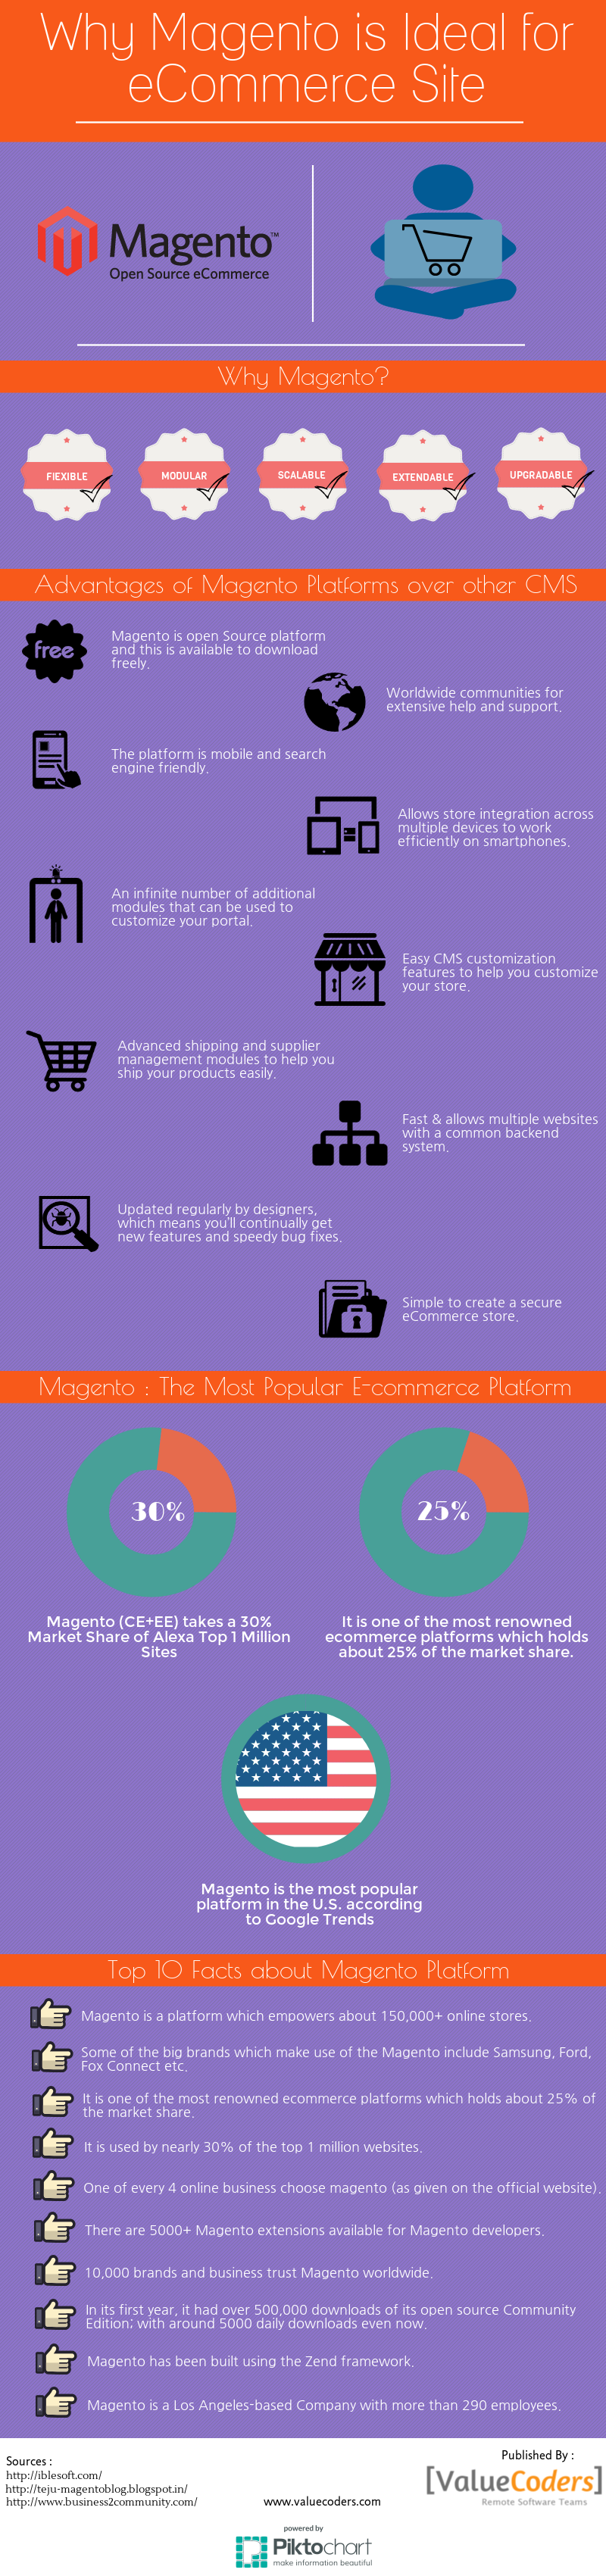 Why Magento is Ideal for
eCommerce Site
Magento™
Open Source eCommerce
Why Magento?
FIEXIBLE
MODULAR
SCALABLE
EXTENDABLE
UPGRADABLE
Advantages of Magento Platforms over other CMS
free
Magento is open Source platform
and this is available to download
freely.
Worldwide communities for
extensive help and support.
The platform is mobile and search
engine friendly.
Allows store integration across
multiple devices to work
efficiently on smartphones.
An infinite number of additional
modules that can be used to
customize your portal.
Easy CMS customization
features to help you customize
your store.
Advanced shipping and supplier
management modules to help you
ship your products easily.
Fast & allows multiple websites
with a common backend
system.
Updated regularly by designers,
which means you'll continually get
new features and speedy bug fixes.
Simple to create a secure
eCommerce store.
Magento : The Most Popular E-commerce Platform
30%
25%
Magento (CE+EE) takes a 30%
Market Share of Alexa Top 1 Million
Sites
It is one of the most renowned
ecommerce platforms which holds
about 25% of the market share.
Magento is the most popular
platform in the U.S. according
to Google Trends
Top 10 Facts about Magento Platform
Magento is a platform which empowers about 150,000+ online stores.
Some of the big brands which make use of the Magento include Samsung, Ford,
Fox Connect etc.
It is one of the most renowned ecommerce platforms which holds about 25% of
the market share.
It is used by nearly 30% of the top 1 million websites.
One of every 4 online business choose magento (as given on the official website).
There are 5000+ Magento extensions available for Magento developers.
10,000 brands and business trust Magento worldwide.
In its first year, it had over 500,000 downloads of its open source Community
Edition; with around 5000 daily downloads even now.
Magento has been built using the Zend framework.
Magento is a Los Angeles-based Company with more than 290 employees.
Sources :
http://iblesoft.com/
http://teju-magentoblog.blogspot.in/
http://www.business2community.com/
www.valuecoders.com
Published By :
[ValueCoders]
Remote Software Teams
powered by
Piktochart
make information beautiful